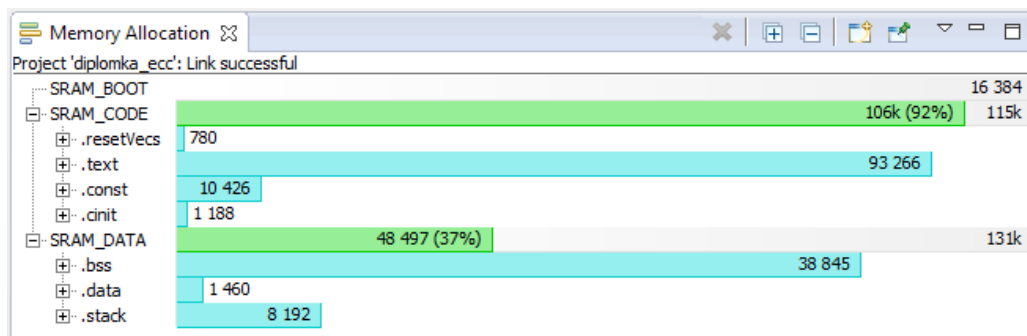 Memory Allocation
Project 'diplomka_ecc': Link successful
SRAM_BOOT 16 384
SRAM_CODE 106k (92%) 115k
.resetVecs 780
.text 93 266
.const 10 426
.cinit 1 188
SRAM_DATA 48 497 (37%) 131k
.bss 38 845
.data 1 460
.stack 8 192